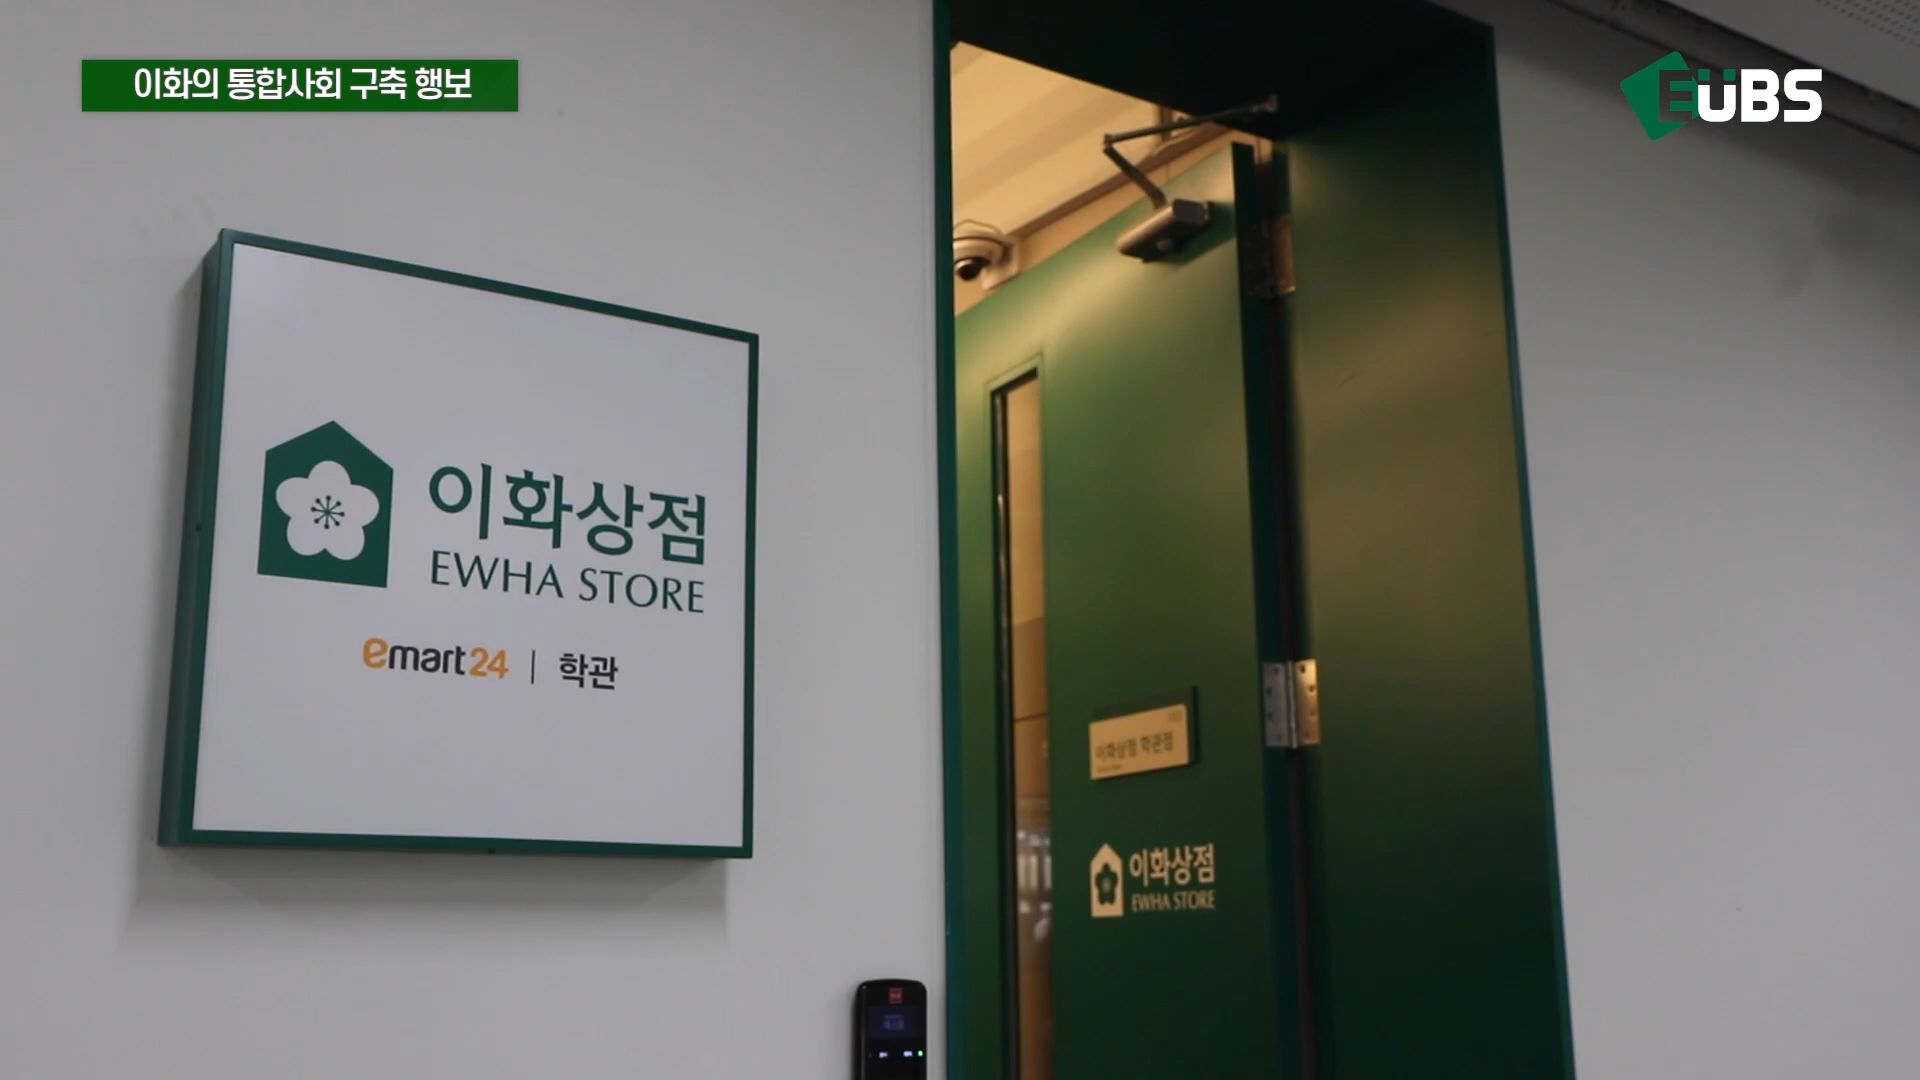 이화의 통합사회 구축 행보
EUBS
이화상점
EWHA STORE
emart24 | 학관
이화상점 학관점
이화상점
EWHA STORE